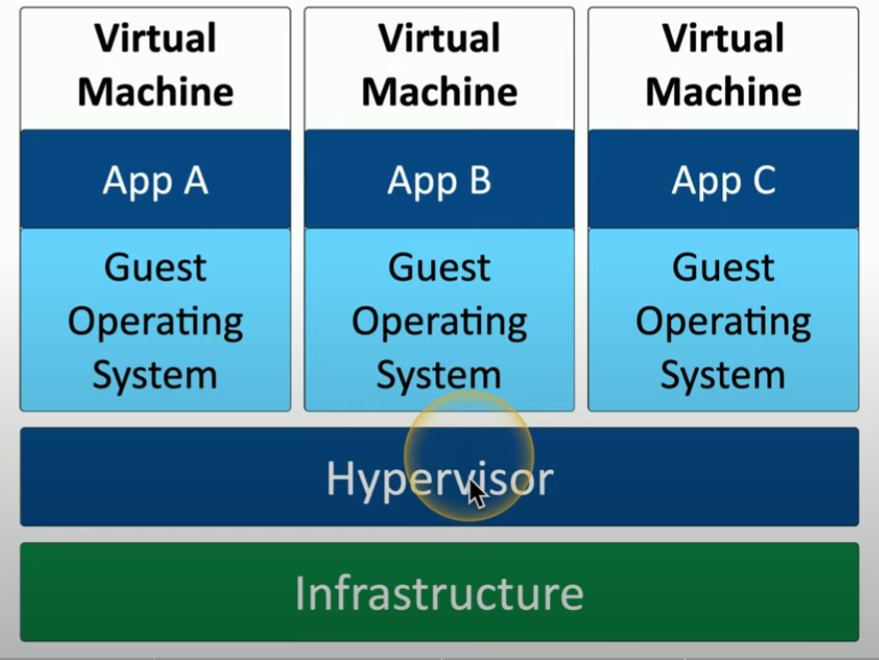 Virtual
Machine
Virtual
Machine
Virtual
Machine
App A
App B
App C
Guest
Operating
System
Guest
Operating
System
Guest
Operating
System
Hypervisor
Infrastructure